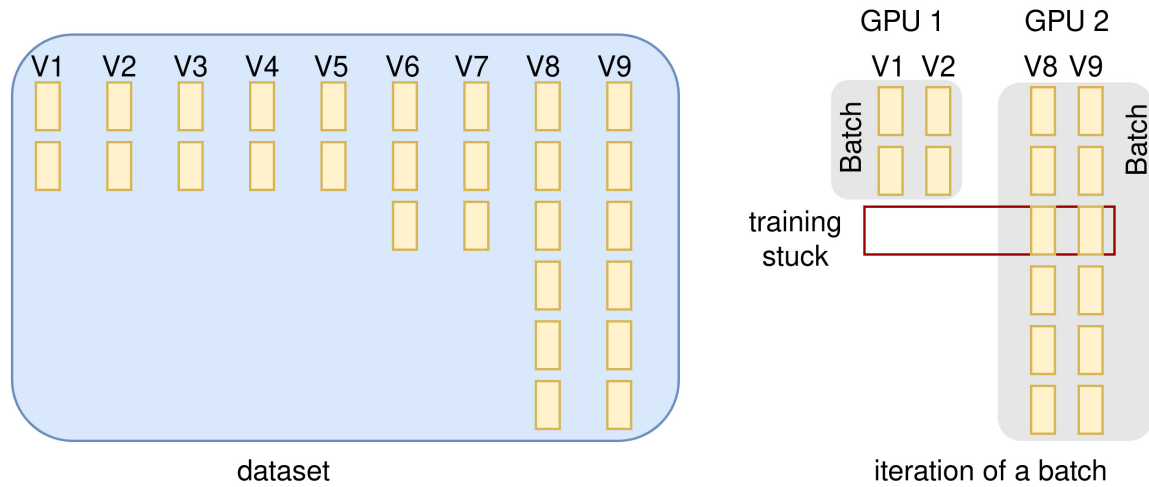 GPU 1 GPU 2
V1 V2 V3 V4 V5 V6 V7 V8 V9
V1 V2 V8 V9
Batch
Batch
training
stuck
dataset
iteration of a batch